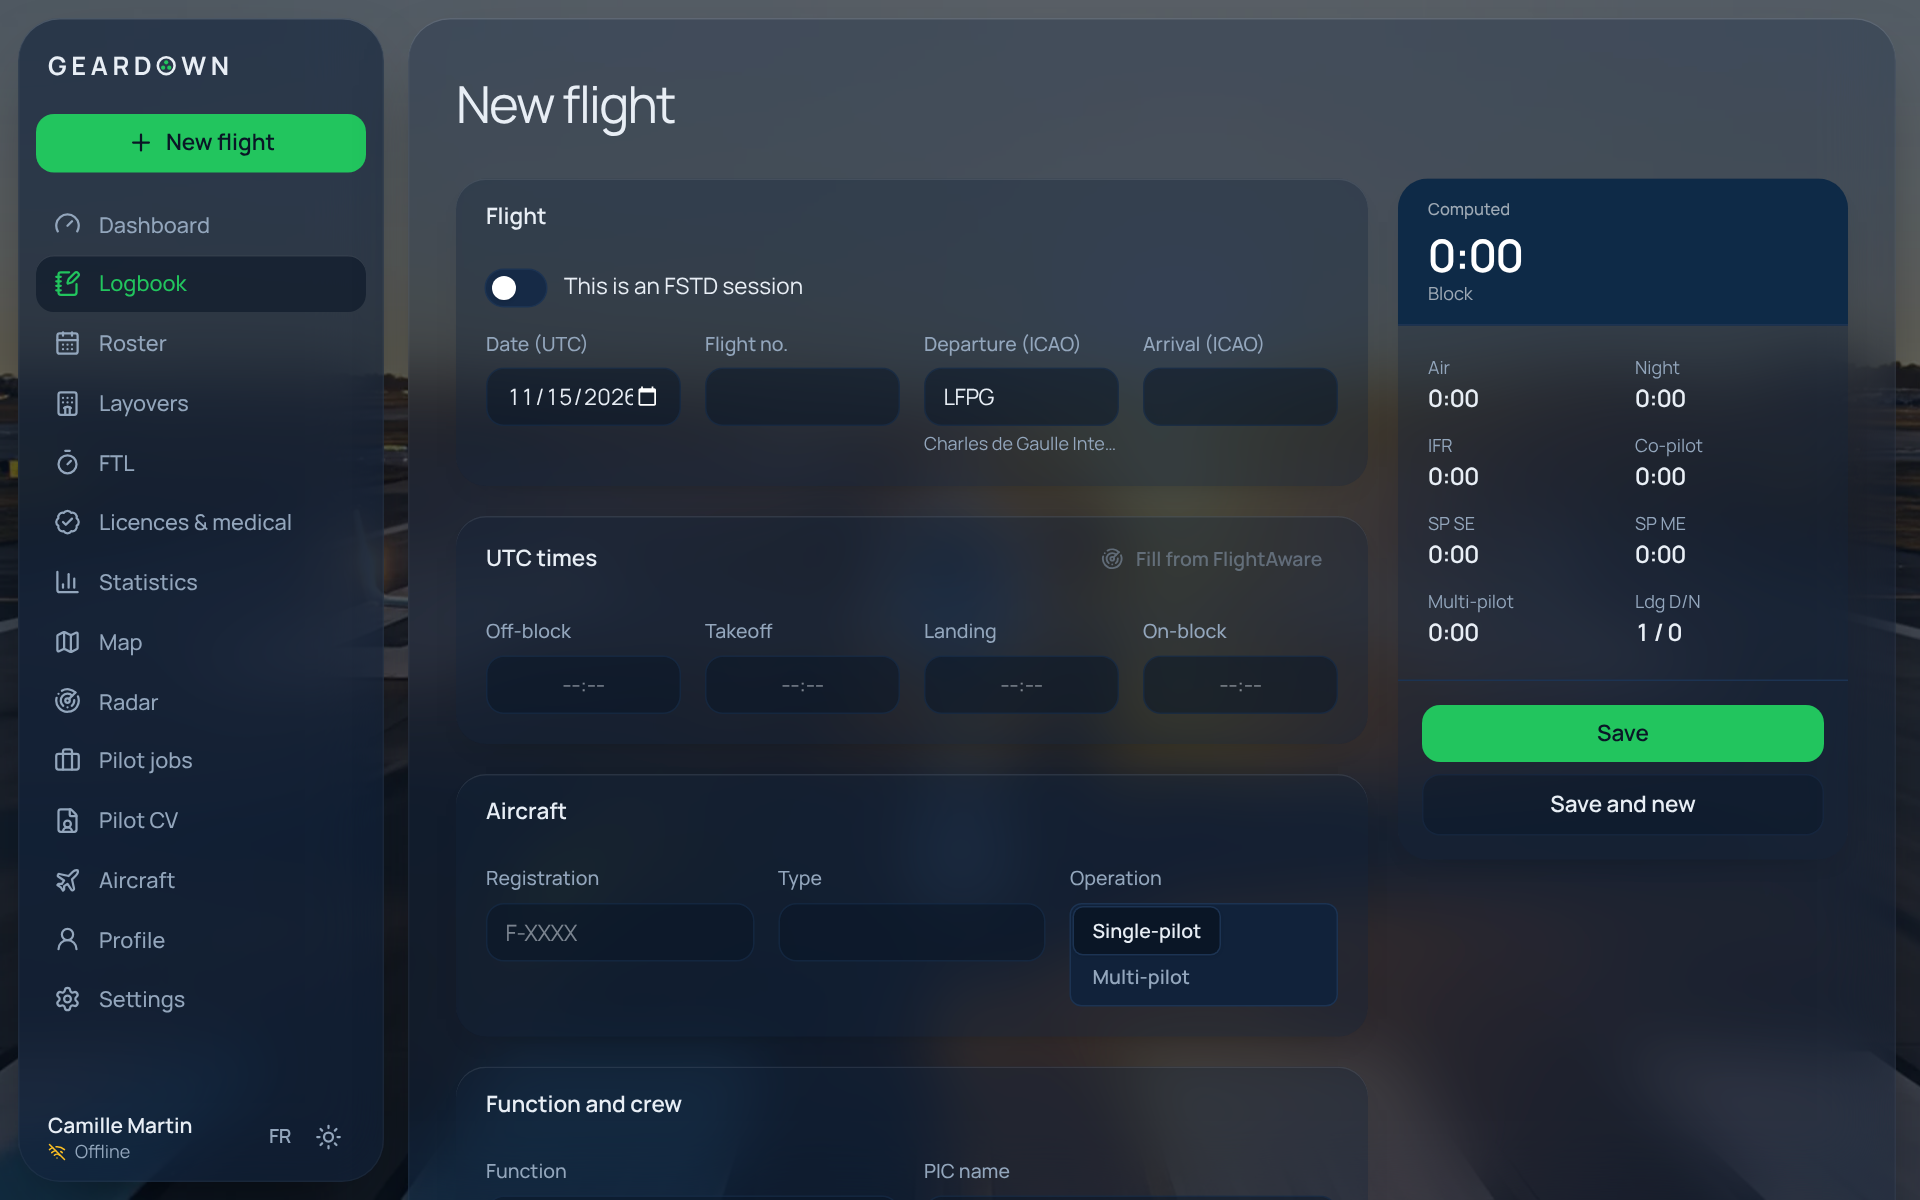 GEARDOWN
New flight
Dashboard
Logbook
Roster
Layovers
FTL
Licences & medical
Statistics
Map
Radar
Pilot jobs
Pilot CV
Aircraft
Profile
Settings
Camille Martin
Offline
FR
New flight
Flight
This is an FSTD session
Date (UTC) Flight no. Departure (ICAO) Arrival (ICAO)
11/15/2026 LFPG
Charles de Gaulle Inte...
UTC times
Fill from FlightAware
Off-block Takeoff Landing On-block
--:-- --:-- --:-- --:--
Aircraft
Registration Type Operation
F-XXXX
Single-pilot
Multi-pilot
Function and crew
Function PIC name
Computed
0:00
Block
Air Night
0:00 0:00
IFR Co-pilot
0:00 0:00
SP SE SP ME
0:00 0:00
Multi-pilot Ldg D/N
0:00 1 / 0
Save
Save and new